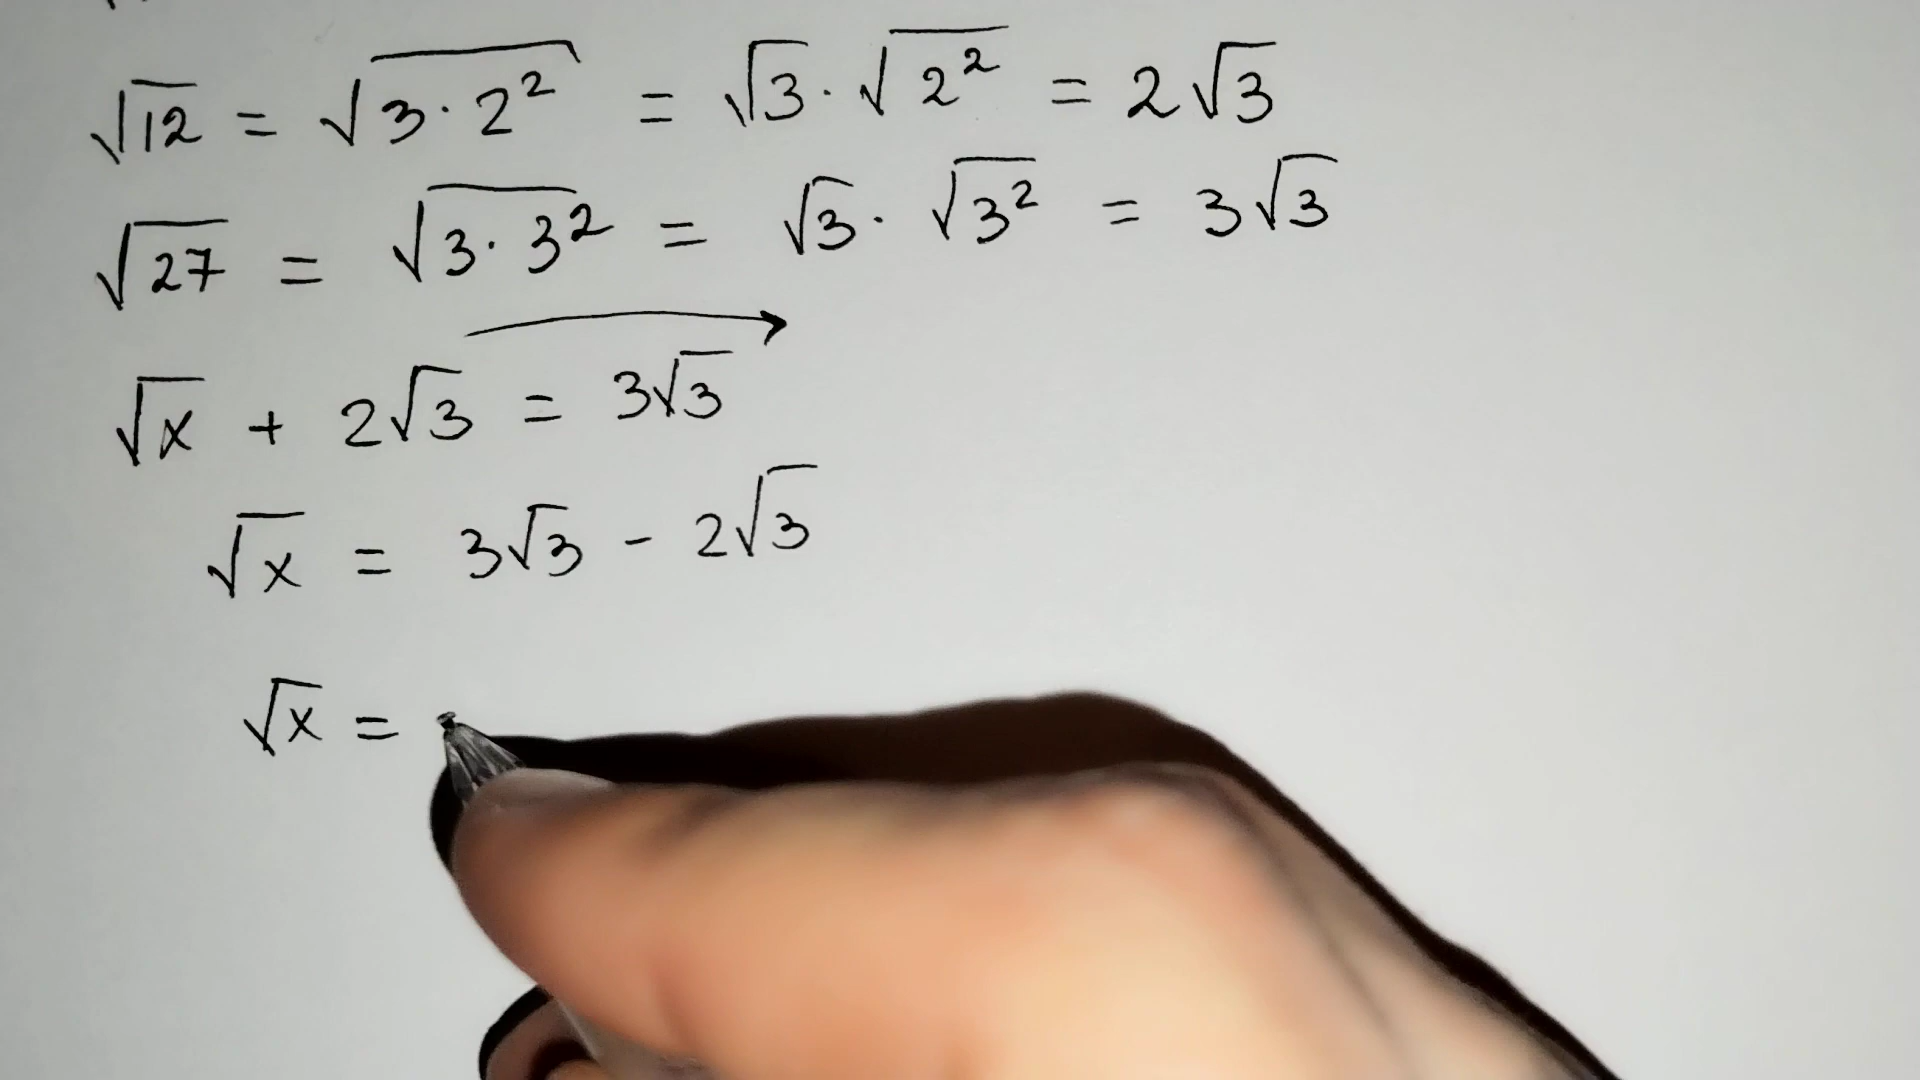 √12 = √(3·2²) = √3·√(2²) = 2√3
√27 = √(3·3²) = √3·√(3²) = 3√3
√x + 2√3 = 3√3
√x = 3√3 - 2√3
√x =